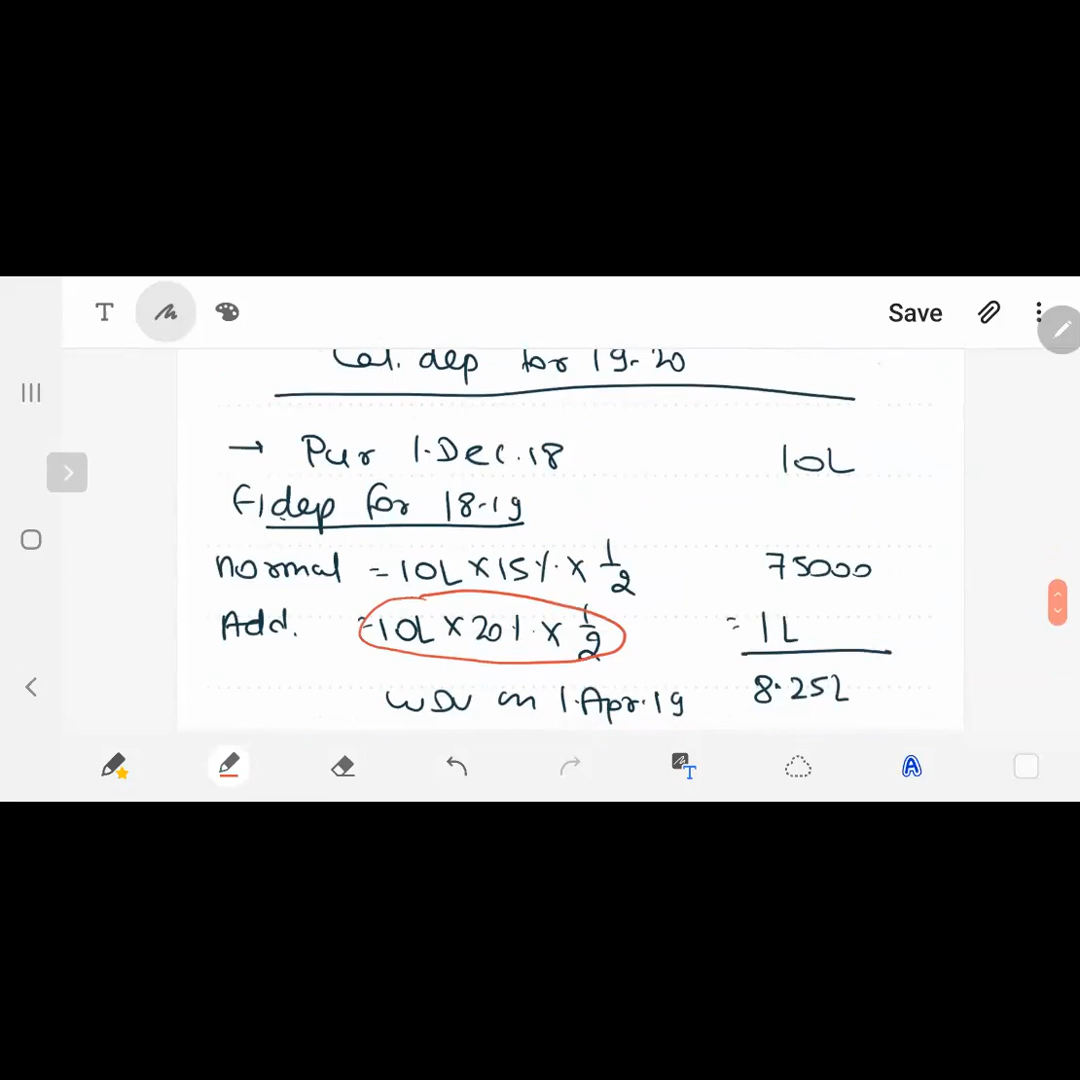 T Save
Cal. dep for 19-20
→ Pur 1.Dec.18 10L
(-) dep for 18-19
Normal = 10L X 15% X 1/2 75000
Add. = 10L X 20% X 1/2 = 1L
WDV on 1.Apr.19 8.25L
T A